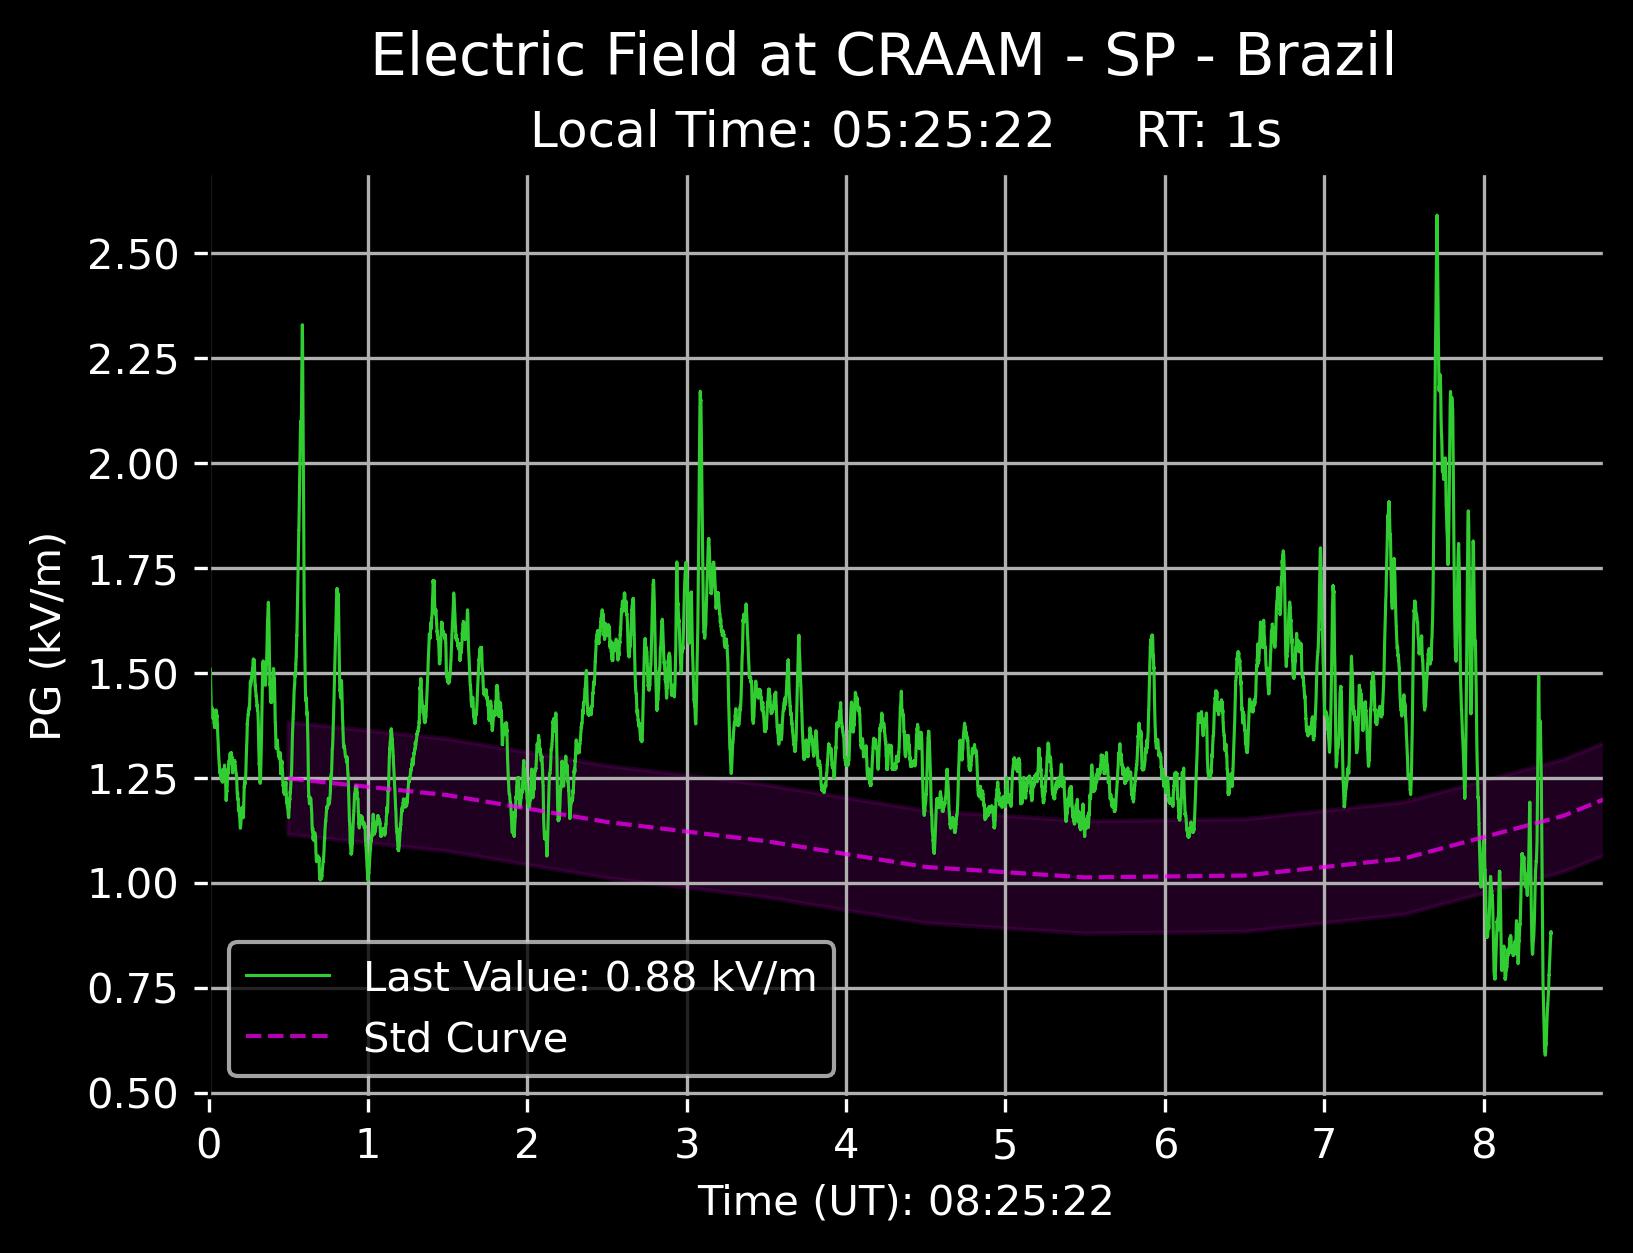 Electric Field at CRAAM - SP - Brazil
Local Time: 05:25:22 RT: 1s
2.50
2.25
2.00
1.75
1.50
1.25
1.00
0.75
0.50
PG (kV/m)
Last Value: 0.88 kV/m
Std Curve
0 1 2 3 4 5 6 7 8
Time (UT): 08:25:22